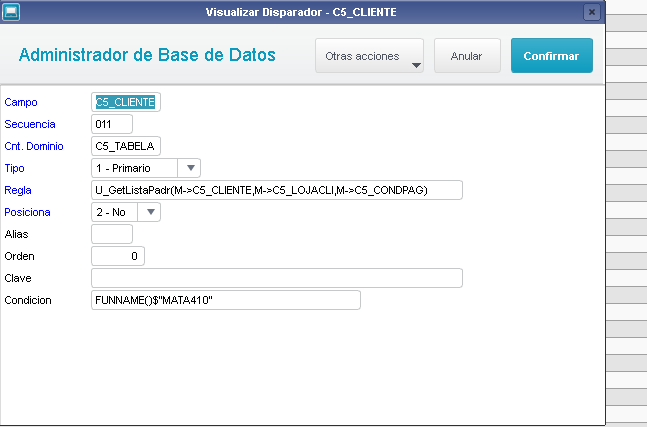 Visualizar Disparador - C5_CLIENTE
Administrador de Base de Datos
Otras acciones
Anular
Confirmar
Campo C5_CLIENTE
Secuencia 011
Cnt. Dominio C5_TABELA
Tipo 1 - Primario
Regla U_GetListaPadr(M->C5_CLIENTE,M->C5_LOJACLI,M->C5_CONDPAG)
Posiciona 2 - No
Alias
Orden 0
Clave
Condicion FUNNAME()$"MATA410"